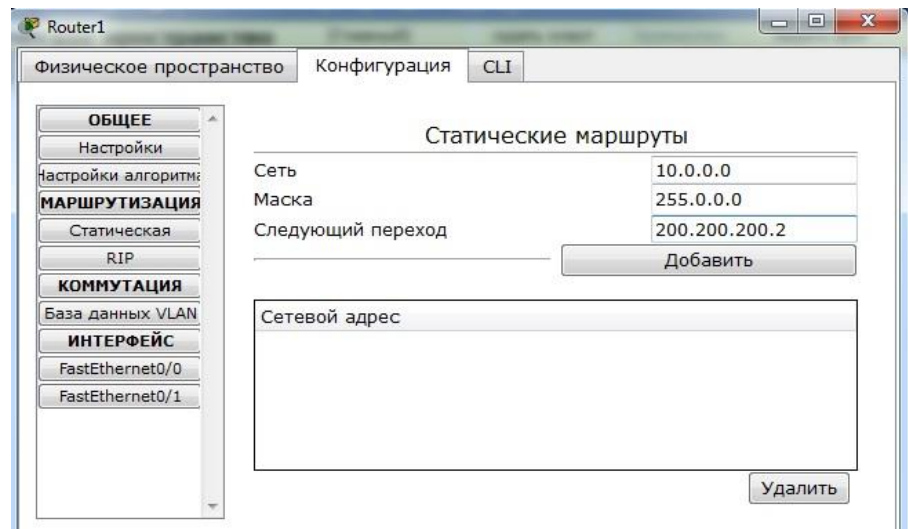 Router1
Физическое пространство
Конфигурация
CLI
ОБЩЕЕ
Настройки
Настройки алгоритма
МАРШРУТИЗАЦИЯ
Статическая
RIP
КОММУТАЦИЯ
База данных VLAN
ИНТЕРФЕЙС
FastEthernet0/0
FastEthernet0/1
Статические маршруты
Сеть 10.0.0.0
Маска 255.0.0.0
Следующий переход 200.200.200.2
Добавить
Сетевой адрес
Удалить